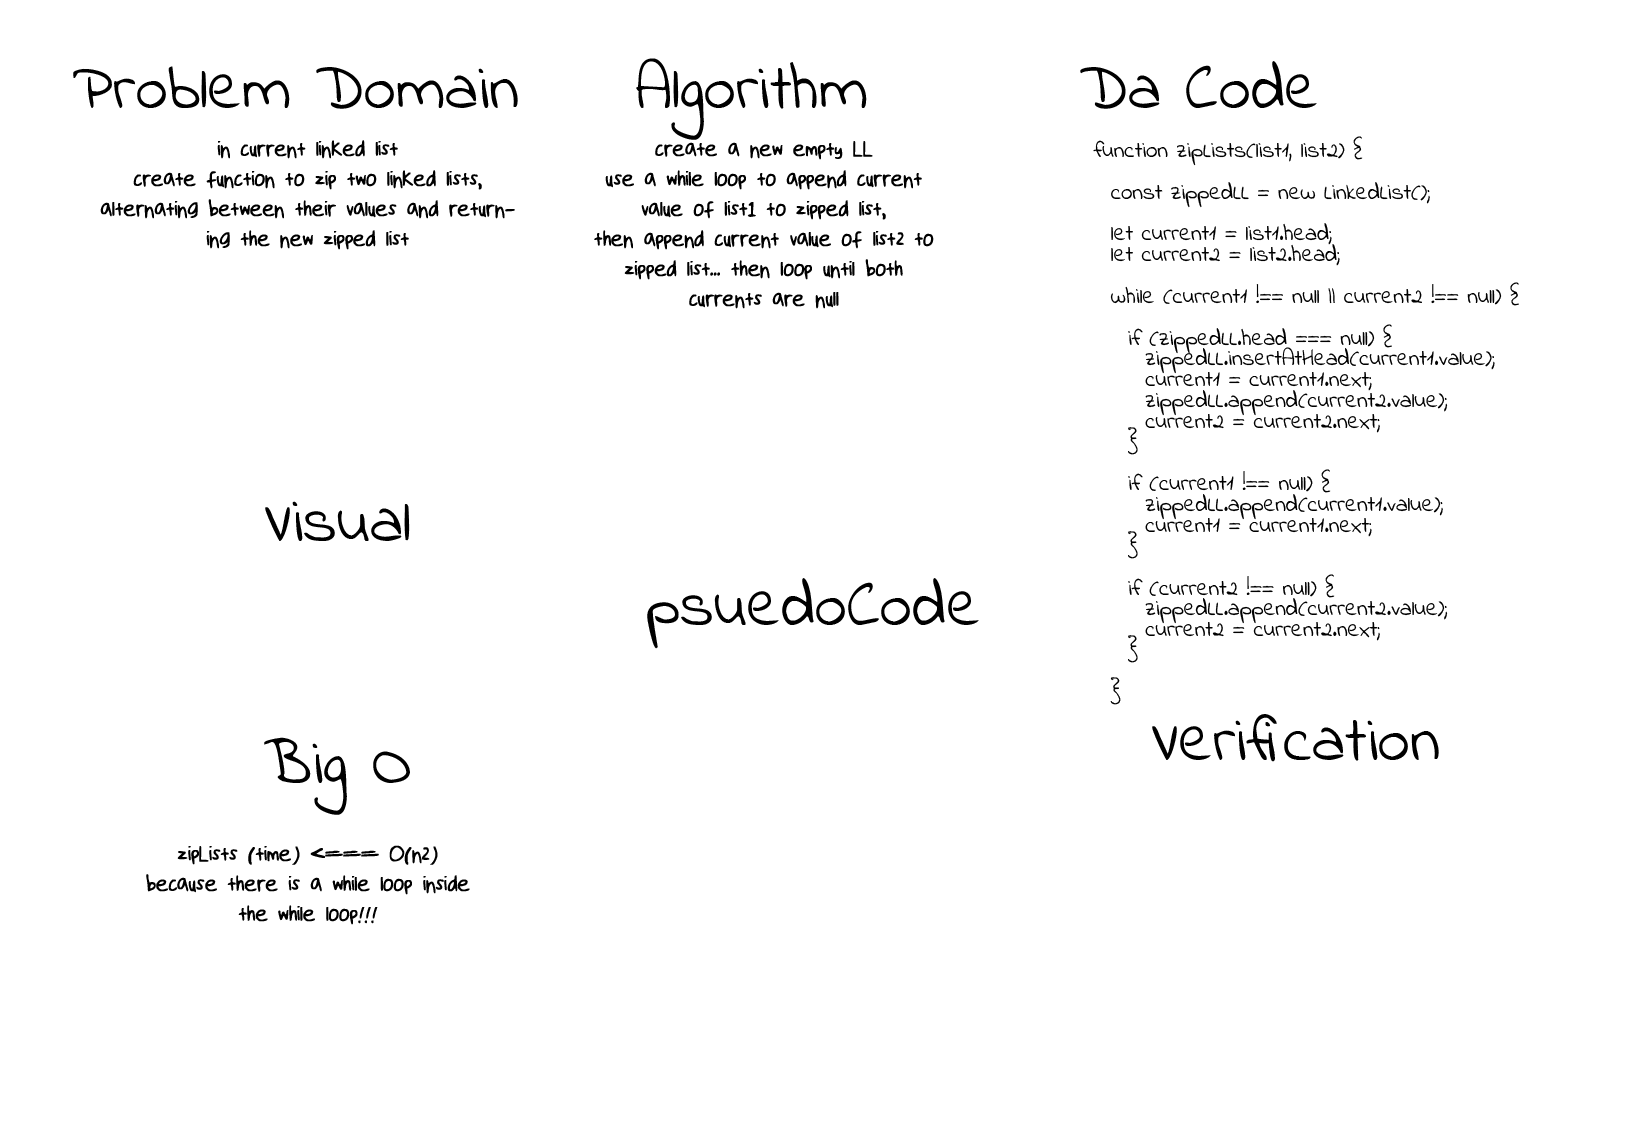 Problem Domain
in current linked list
create function to zip two linked lists,
alternating between their values and return-
ing the new zipped list
Visual
Big O
zipLists (time) <==== O(n2)
because there is a while loop inside
the while loop!!!
Algorithm
create a new empty LL
use a while loop to append current
value of list1 to zipped list,
then append current value of list2 to
zipped list... then loop until both
currents are null
psuedoCode
Da Code
function zipLists(list1, list2) {
const zippedLL = new LinkedList();
let current1 = list1.head;
let current2 = list2.head;
while (current1 !== null || current2 !== null) {
if (zippedLL.head === null) {
zippedLL.insertAtHead(current1.value);
current1 = current1.next;
zippedLL.append(current2.value);
current2 = current2.next;
}
if (current1 !== null) {
zippedLL.append(current1.value);
current1 = current1.next;
}
if (current2 !== null) {
zippedLL.append(current2.value);
current2 = current2.next;
}
}
verification